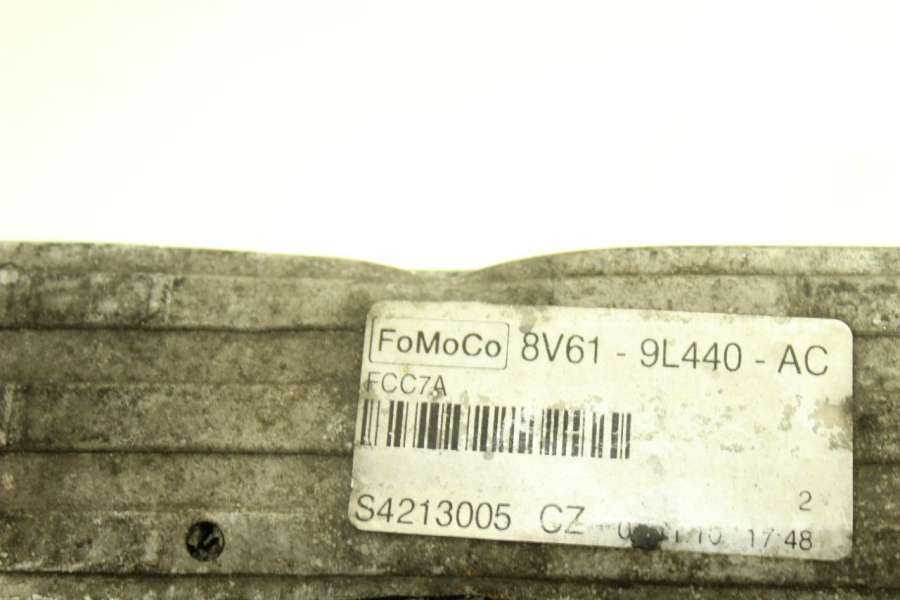 FoMoCo 8V61 - 9L440 - AC
FCC7A
2
S4213005 CZ 17:48